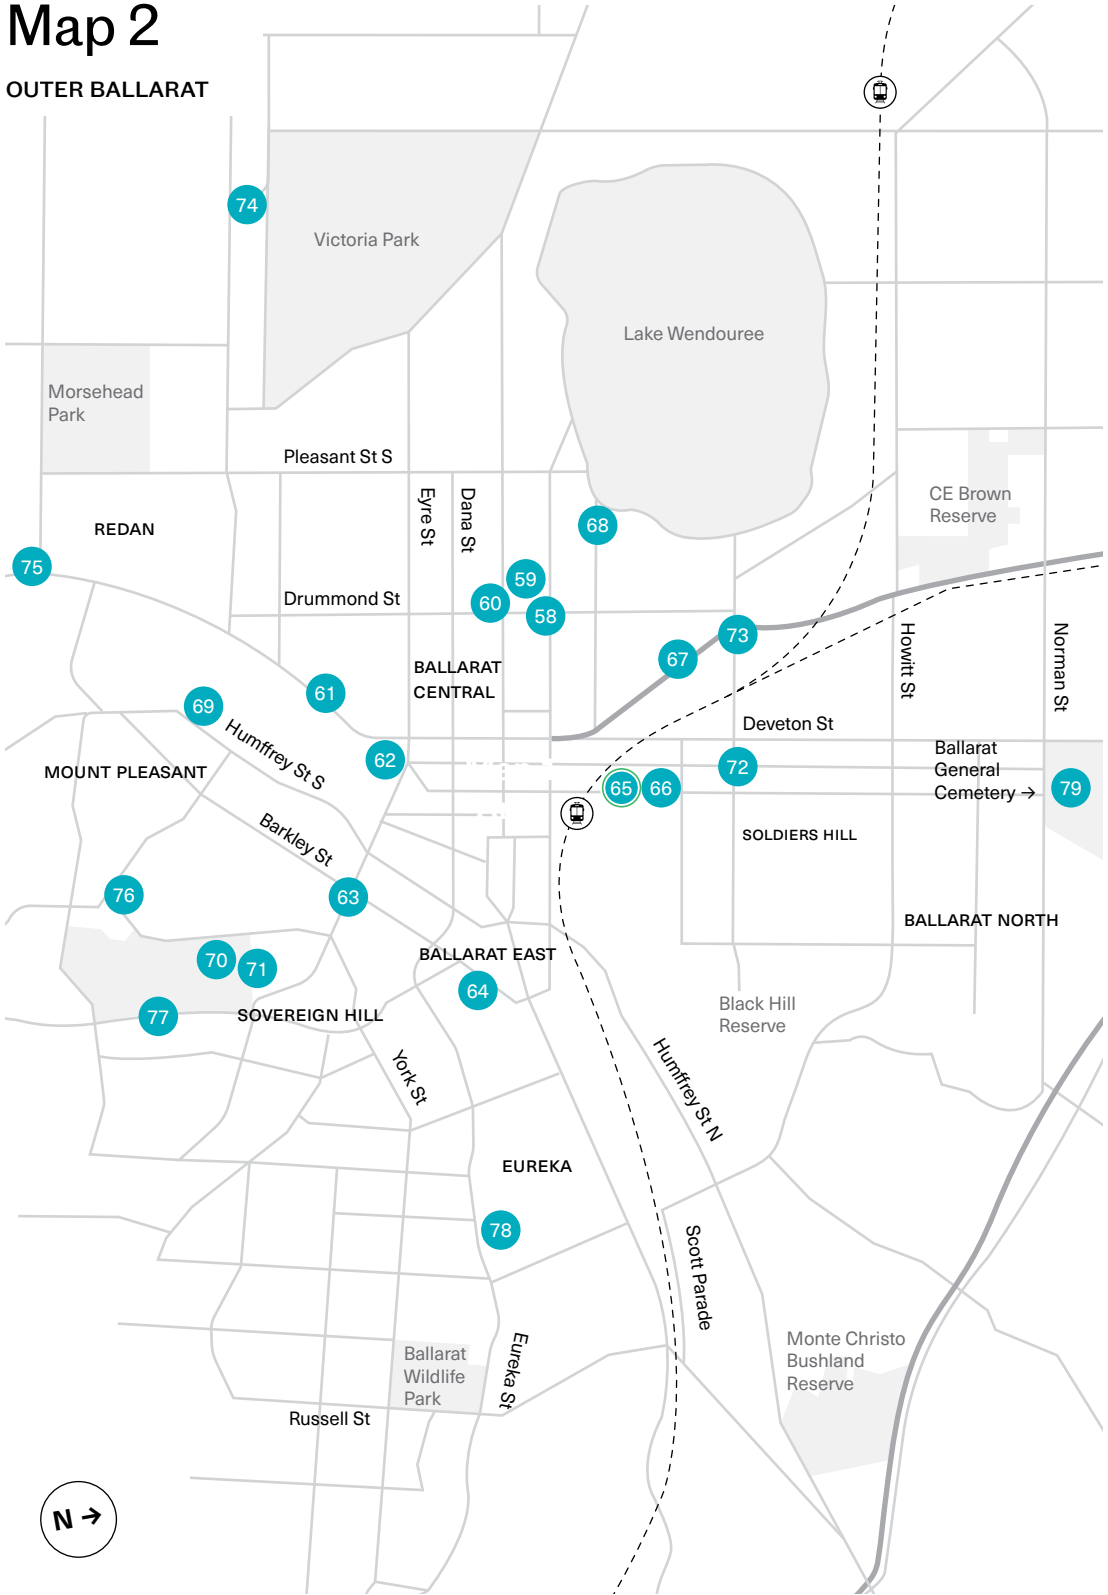 Map 2
OUTER BALLARAT
74
Victoria Park
Lake Wendouree
Morsehead
Park
Pleasant St S
Eyre St
Dana St
CE Brown
Reserve
REDAN
68
75
59
60
58
Drummond St
73
67
Howitt St
Norman St
BALLARAT
CENTRAL
61
69
Humffrey St S
Deveton St
62
MOUNT PLEASANT
72
Ballarat
General
Cemetery →
65
66
79
Barkley St
SOLDIERS HILL
76
63
BALLARAT NORTH
70
71
BALLARAT EAST
64
77
SOVEREIGN HILL
Black Hill
Reserve
York St
Humffrey St N
EUREKA
78
Scott Parade
Eureka St
Ballarat
Wildlife
Park
Monte Christo
Bushland
Reserve
Russell St
N →